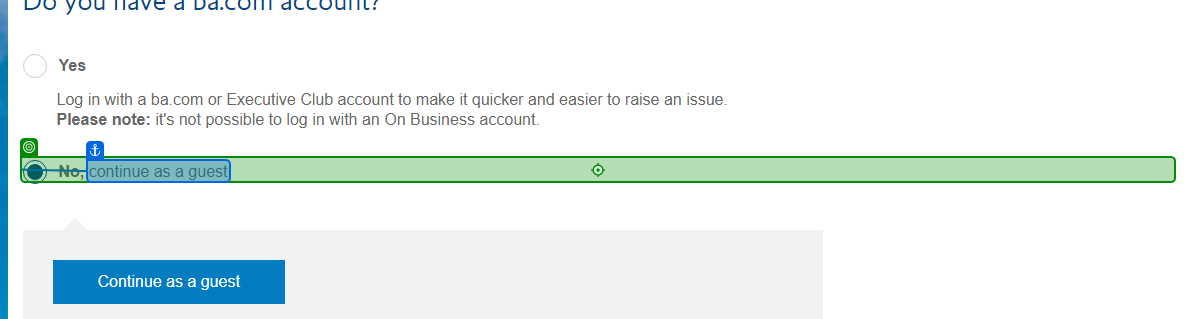 Do you have a ba.com account?
Yes
Log in with a ba.com or Executive Club account to make it quicker and easier to raise an issue.
Please note: it's not possible to log in with an On Business account.
No, continue as a guest
Continue as a guest